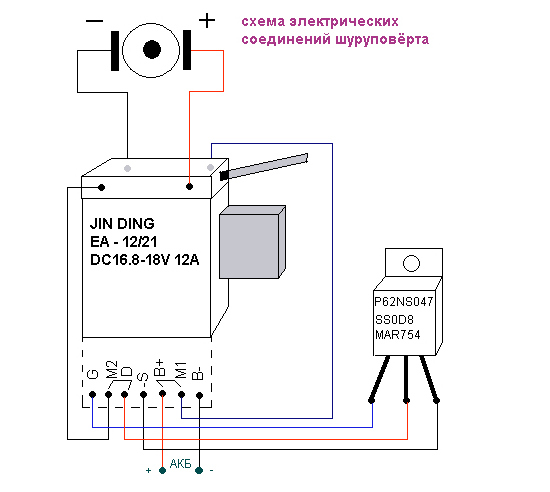 − +
схема электрических
соединений шуруповёрта
JIN DING
EA - 12/21
DC16.8-18V 12A
P62NS047
SS0D8
MAR754
G M2 D -S- B+ M1 B-
+ АКБ -